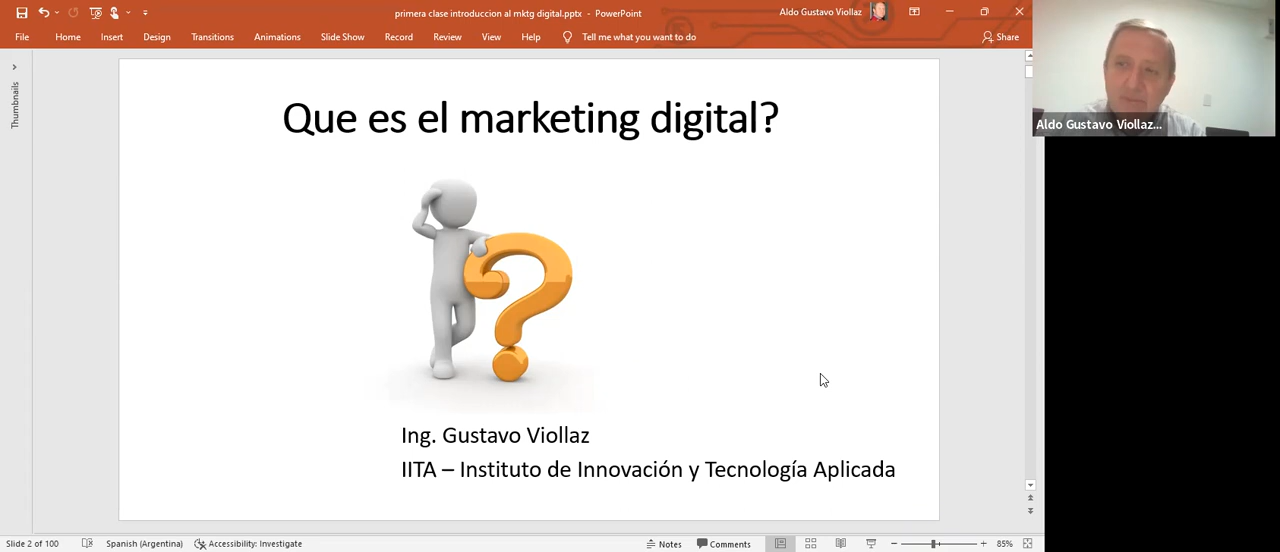 primera clase introduccion al mktg digital.pptx - PowerPoint
Aldo Gustavo Viollaz
File Home Insert Design Transitions Animations Slide Show Record Review View Help Tell me what you want to do Share
Thumbnails
Que es el marketing digital?
Ing. Gustavo Viollaz
IITA – Instituto de Innovación y Tecnología Aplicada
Aldo Gustavo Viollaz...
Slide 2 of 100 Spanish (Argentina) Accessibility: Investigate Notes Comments 85%